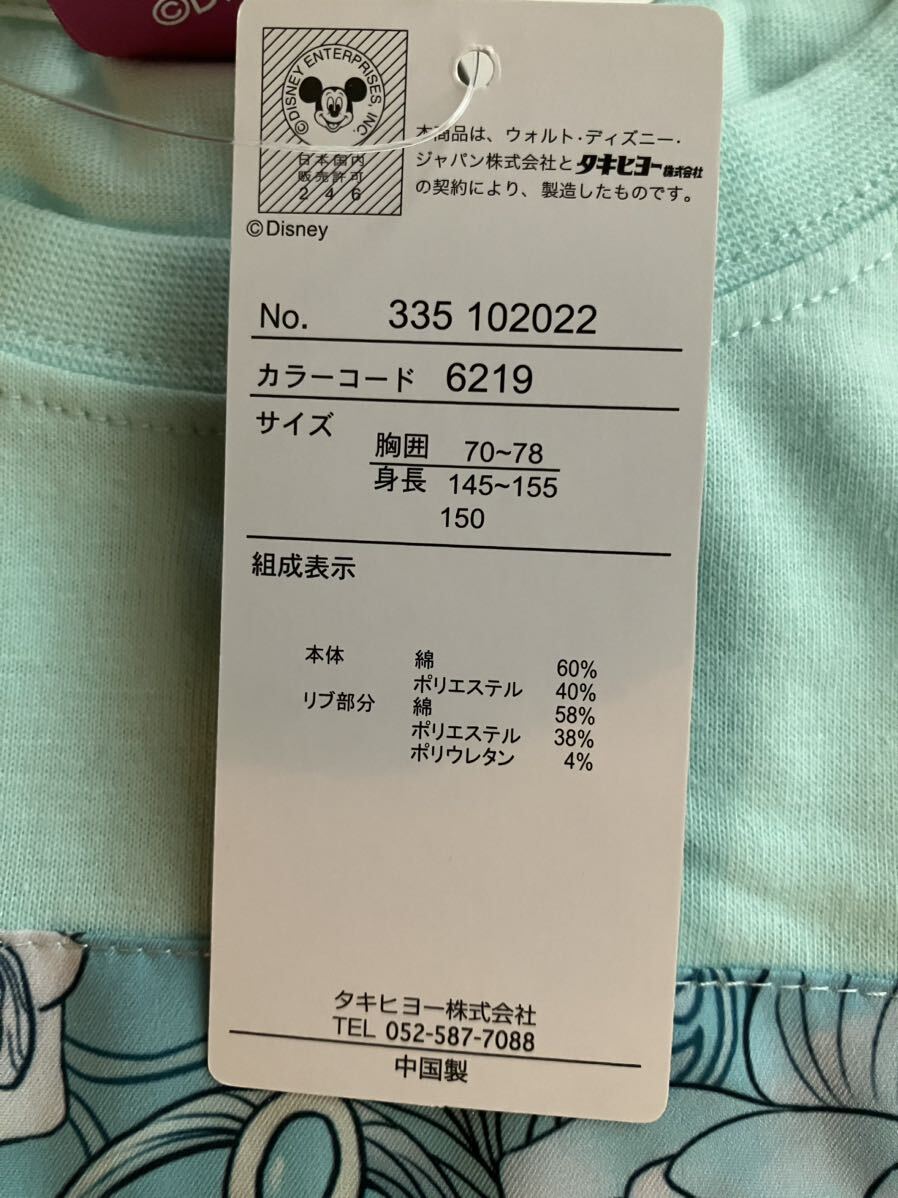 ©Di
©DISNEY ENTERPRISES, INC.
日本国内
販売許可
246
©Disney
本商品は、ウォルト・ディズニー・
ジャパン株式会社とタキヒヨー株式会社
の契約により、製造したものです。
No. 335 102022
カラーコード 6219
サイズ
胸囲 70~78
身長 145~155
150
組成表示
本体 綿 60%
ポリエステル 40%
リブ部分 綿 58%
ポリエステル 38%
ポリウレタン 4%
タキヒヨー株式会社
TEL 052-587-7088
中国製